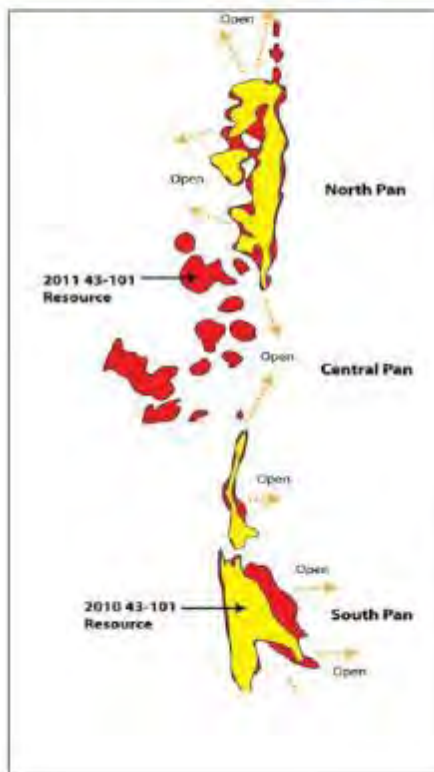 Open
Open
North Pan
2011 43-101
Resource
Open
Central Pan
Open
Open
2010 43-101
Resource
South Pan
Open